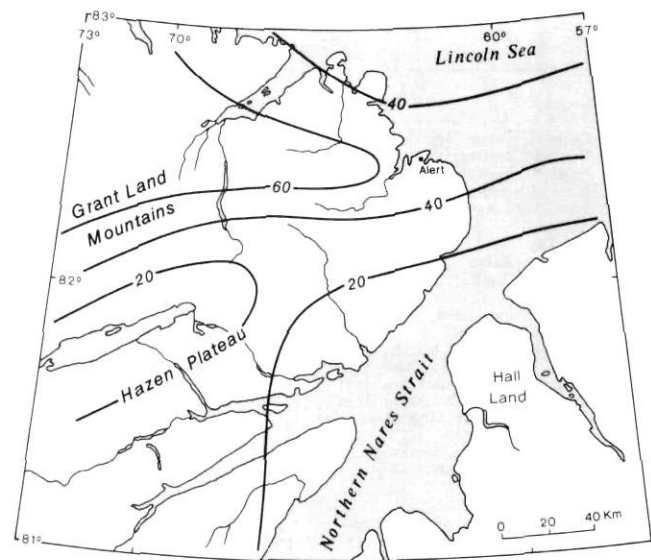 83°
73°
70°
60°
57°
Lincoln Sea
40
Alert
60
Grant Land
Mountains
40
20
82°
20
Hazen Plateau
Hall
Land
Northern Nares Strait
0 20 40 Km
81°